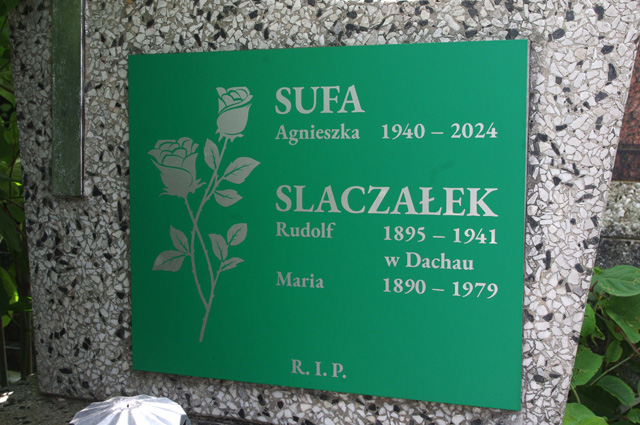 SUFA
Agnieszka 1940 – 2024
SLACZAŁEK
Rudolf 1895 – 1941
w Dachau
Maria 1890 – 1979
R. I. P.